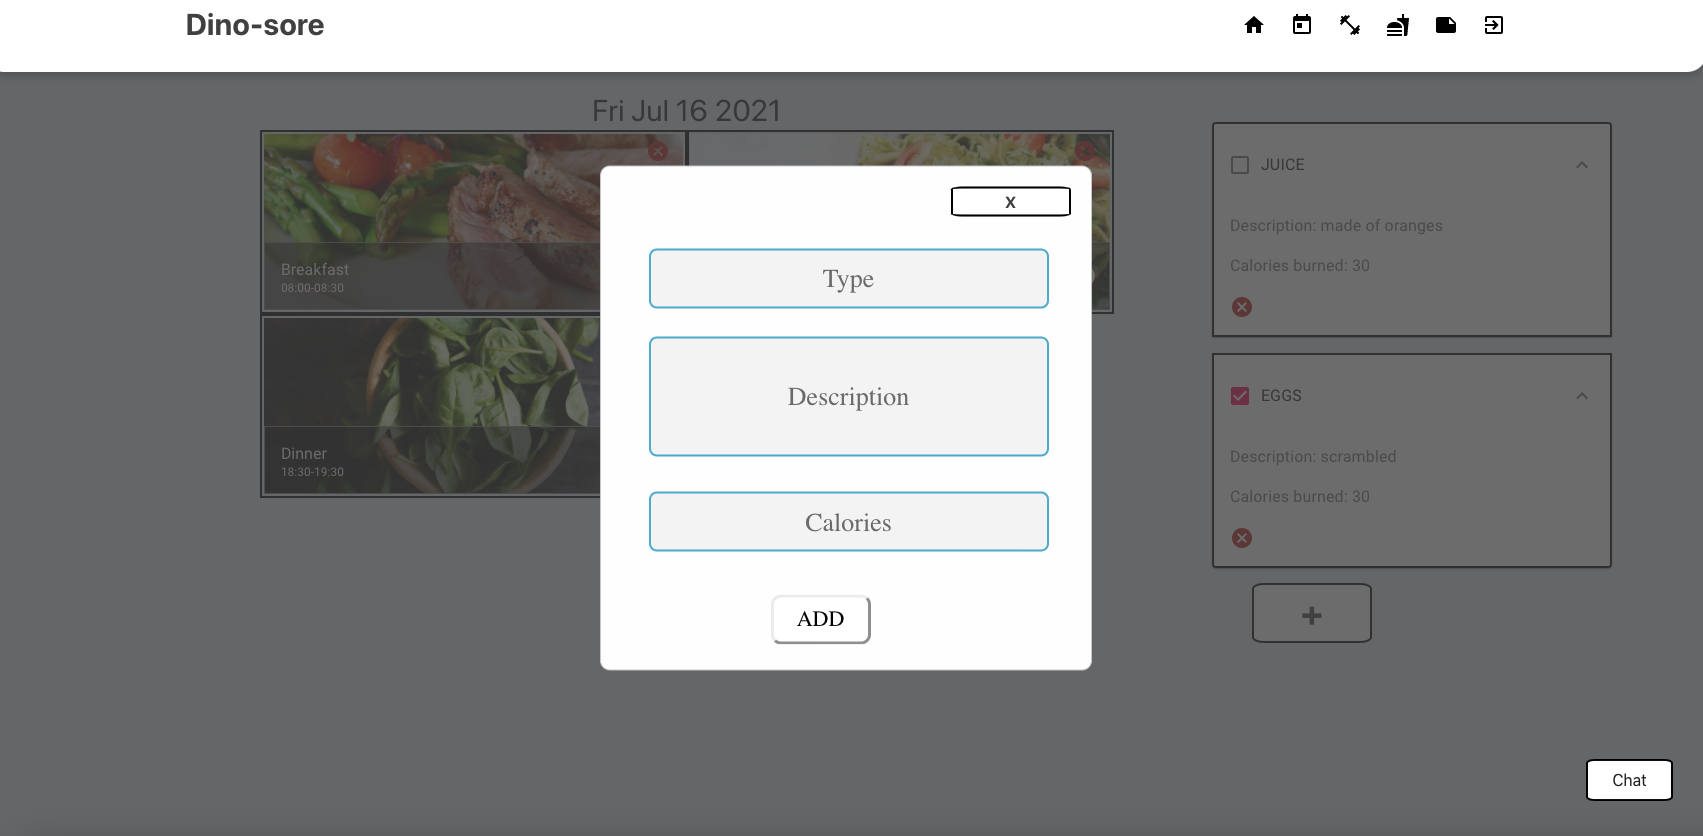 Dino-sore
Fri Jul 16 2021
Breakfast
08:00-08:30
Dinner
18:30-19:30
X
Type
Description
Calories
ADD
JUICE
Description: made of oranges
Calories burned: 30
EGGS
Description: scrambled
Calories burned: 30
+
Chat